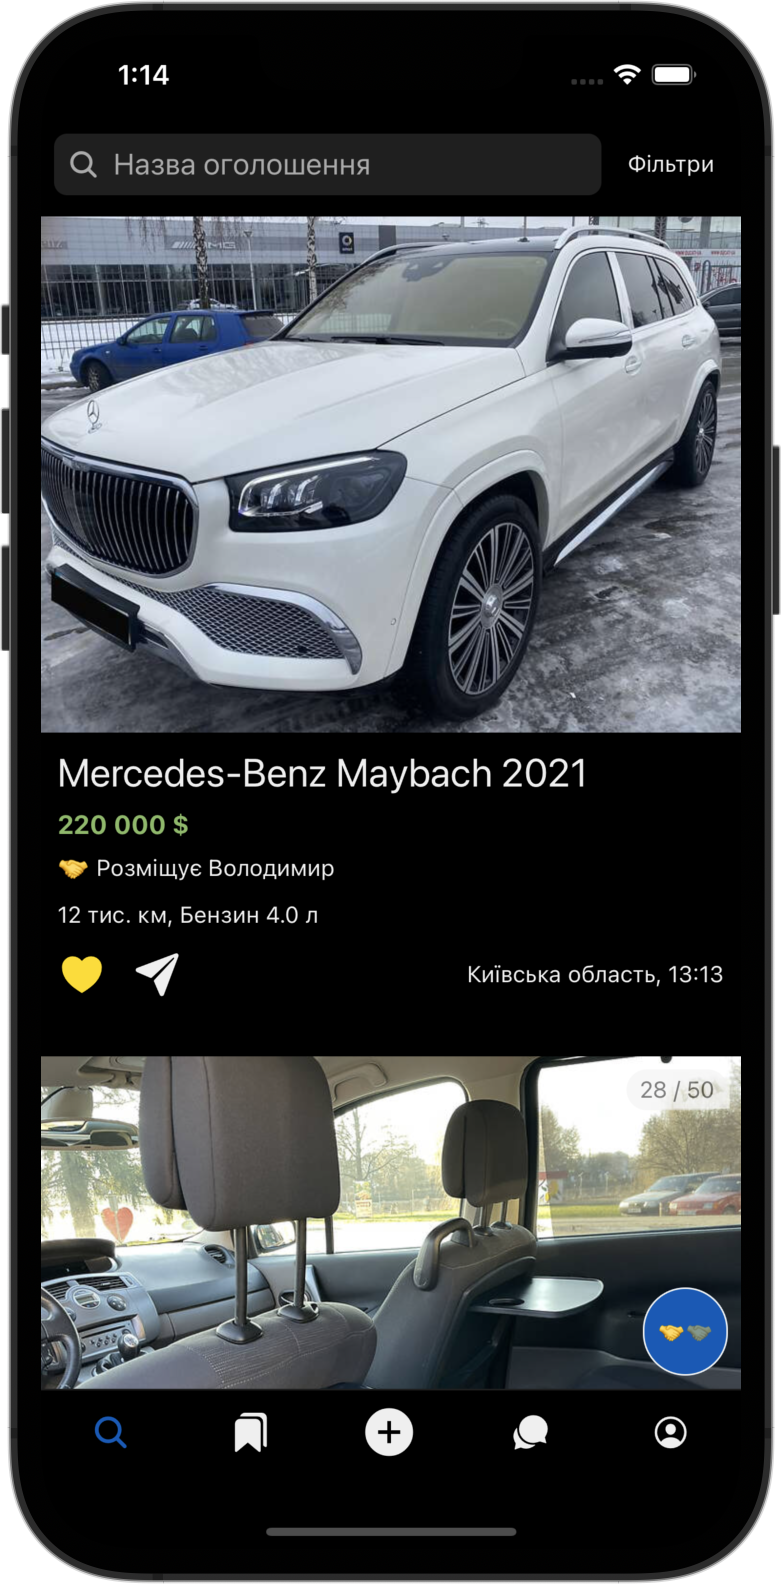 1:14
Назва оголошення
Фільтри
AMG
Mercedes-Benz Maybach 2021
220 000 $
Розміщує Володимир
12 тис. км, Бензин 4.0 л
Київська область, 13:13
28 / 50